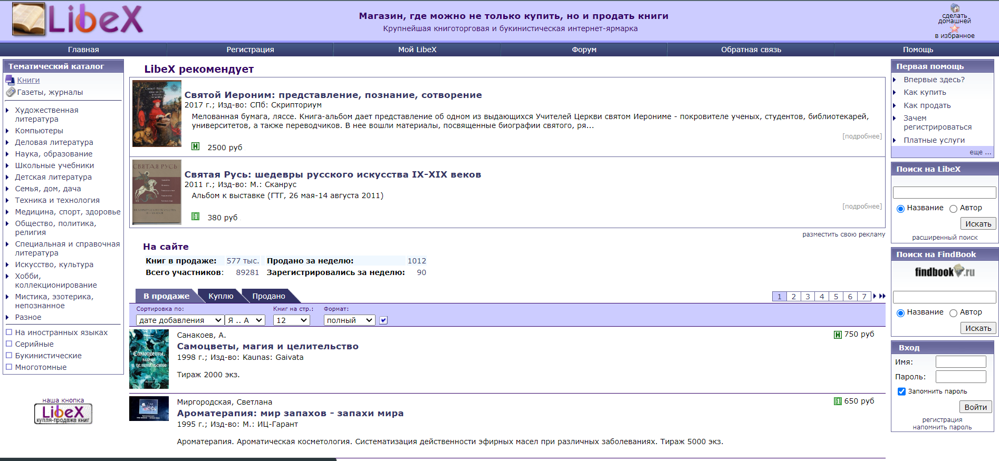 LibeX
Магазин, где можно не только купить, но и продать книги
Крупнейшая книготорговая и букинистическая интернет-ярмарка
сделать
домашней
в избранное
Главная
Регистрация
Мой LibeX
Форум
Обратная связь
Помощь
Тематический каталог
Книги
Газеты, журналы
Художественная
литература
Компьютеры
Деловая литература
Наука, образование
Школьные учебники
Детская литература
Семья, дом, дача
Техника и технология
Медицина, спорт, здоровье
Общество, политика,
религия
Специальная и справочная
литература
Искусство, культура
Хобби,
коллекционирование
Мистика, эзотерика,
непознанное
Разное
На иностранных языках
Серийные
Букинистические
Многотомные
наша кнопка
LibeX
купля-продажа книг
LibeX рекомендует
Святой Иероним: представление, познание, сотворение
2017 г.; Изд-во: СПб: Скрипториум
Мелованная бумага, ляссе. Книга-альбом дает представление об одном из выдающихся Учителей Церкви святом Иерониме - покровителе ученых, студентов, библиотекарей,
университетов, а также переводчиков. В нее вошли материалы, посвященные биографии святого, ря...
[подробнее]
Н 2500 руб
СВЯТАЯ РУСЬ
Святая Русь: шедевры русского искусства IX-XIX веков
2011 г.; Изд-во: М.: Сканрус
Альбом к выставке (ГТГ, 26 мая-14 августа 2011)
[подробнее]
1 380 руб
разместить свою рекламу
На сайте
Книг в продаже: 577 тыс. Продано за неделю: 1012
Всего участников: 89281 Зарегистрировались за неделю: 90
В продаже Куплю Продано
1 2 3 4 5 6 7
Сортировка по: Книг на стр.: Формат:
дате добавления Я .. А 12 полный
Самоцветы,
магия
и целительство
Санакоев, А.
Н 750 руб
Самоцветы, магия и целительство
1998 г.; Изд-во: Kaunas: Gaivata
Тираж 2000 экз.
Миргородская, Светлана
1 650 руб
Ароматерапия: мир запахов - запахи мира
1995 г.; Изд-во: М.: ИЦ-Гарант
Ароматерапия. Ароматическая косметология. Систематизация действенности эфирных масел при различных заболеваниях. Тираж 5000 экз.
Первая помощь
Впервые здесь?
Как купить
Как продать
Зачем
регистрироваться
Платные услуги
еще ...
Поиск на LibeX
Название Автор
Искать
расширенный поиск
Поиск на FindBook
findbook.ru
Название Автор
Искать
Вход
Имя:
Пароль:
Запомнить пароль
Войти
регистрация
напомнить пароль